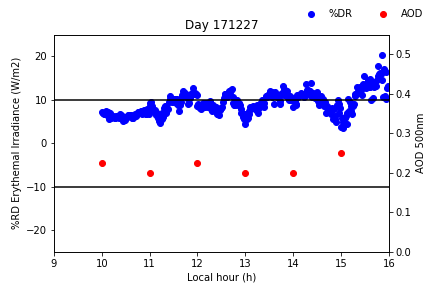 %DR AOD
Day 171227
%RD Erythemal Irradiance (W/m2)
20
10
0
−10
−20
0.5
0.4
0.3
0.2
0.1
0.0
AOD 500nm
9 10 11 12 13 14 15 16
Local hour (h)